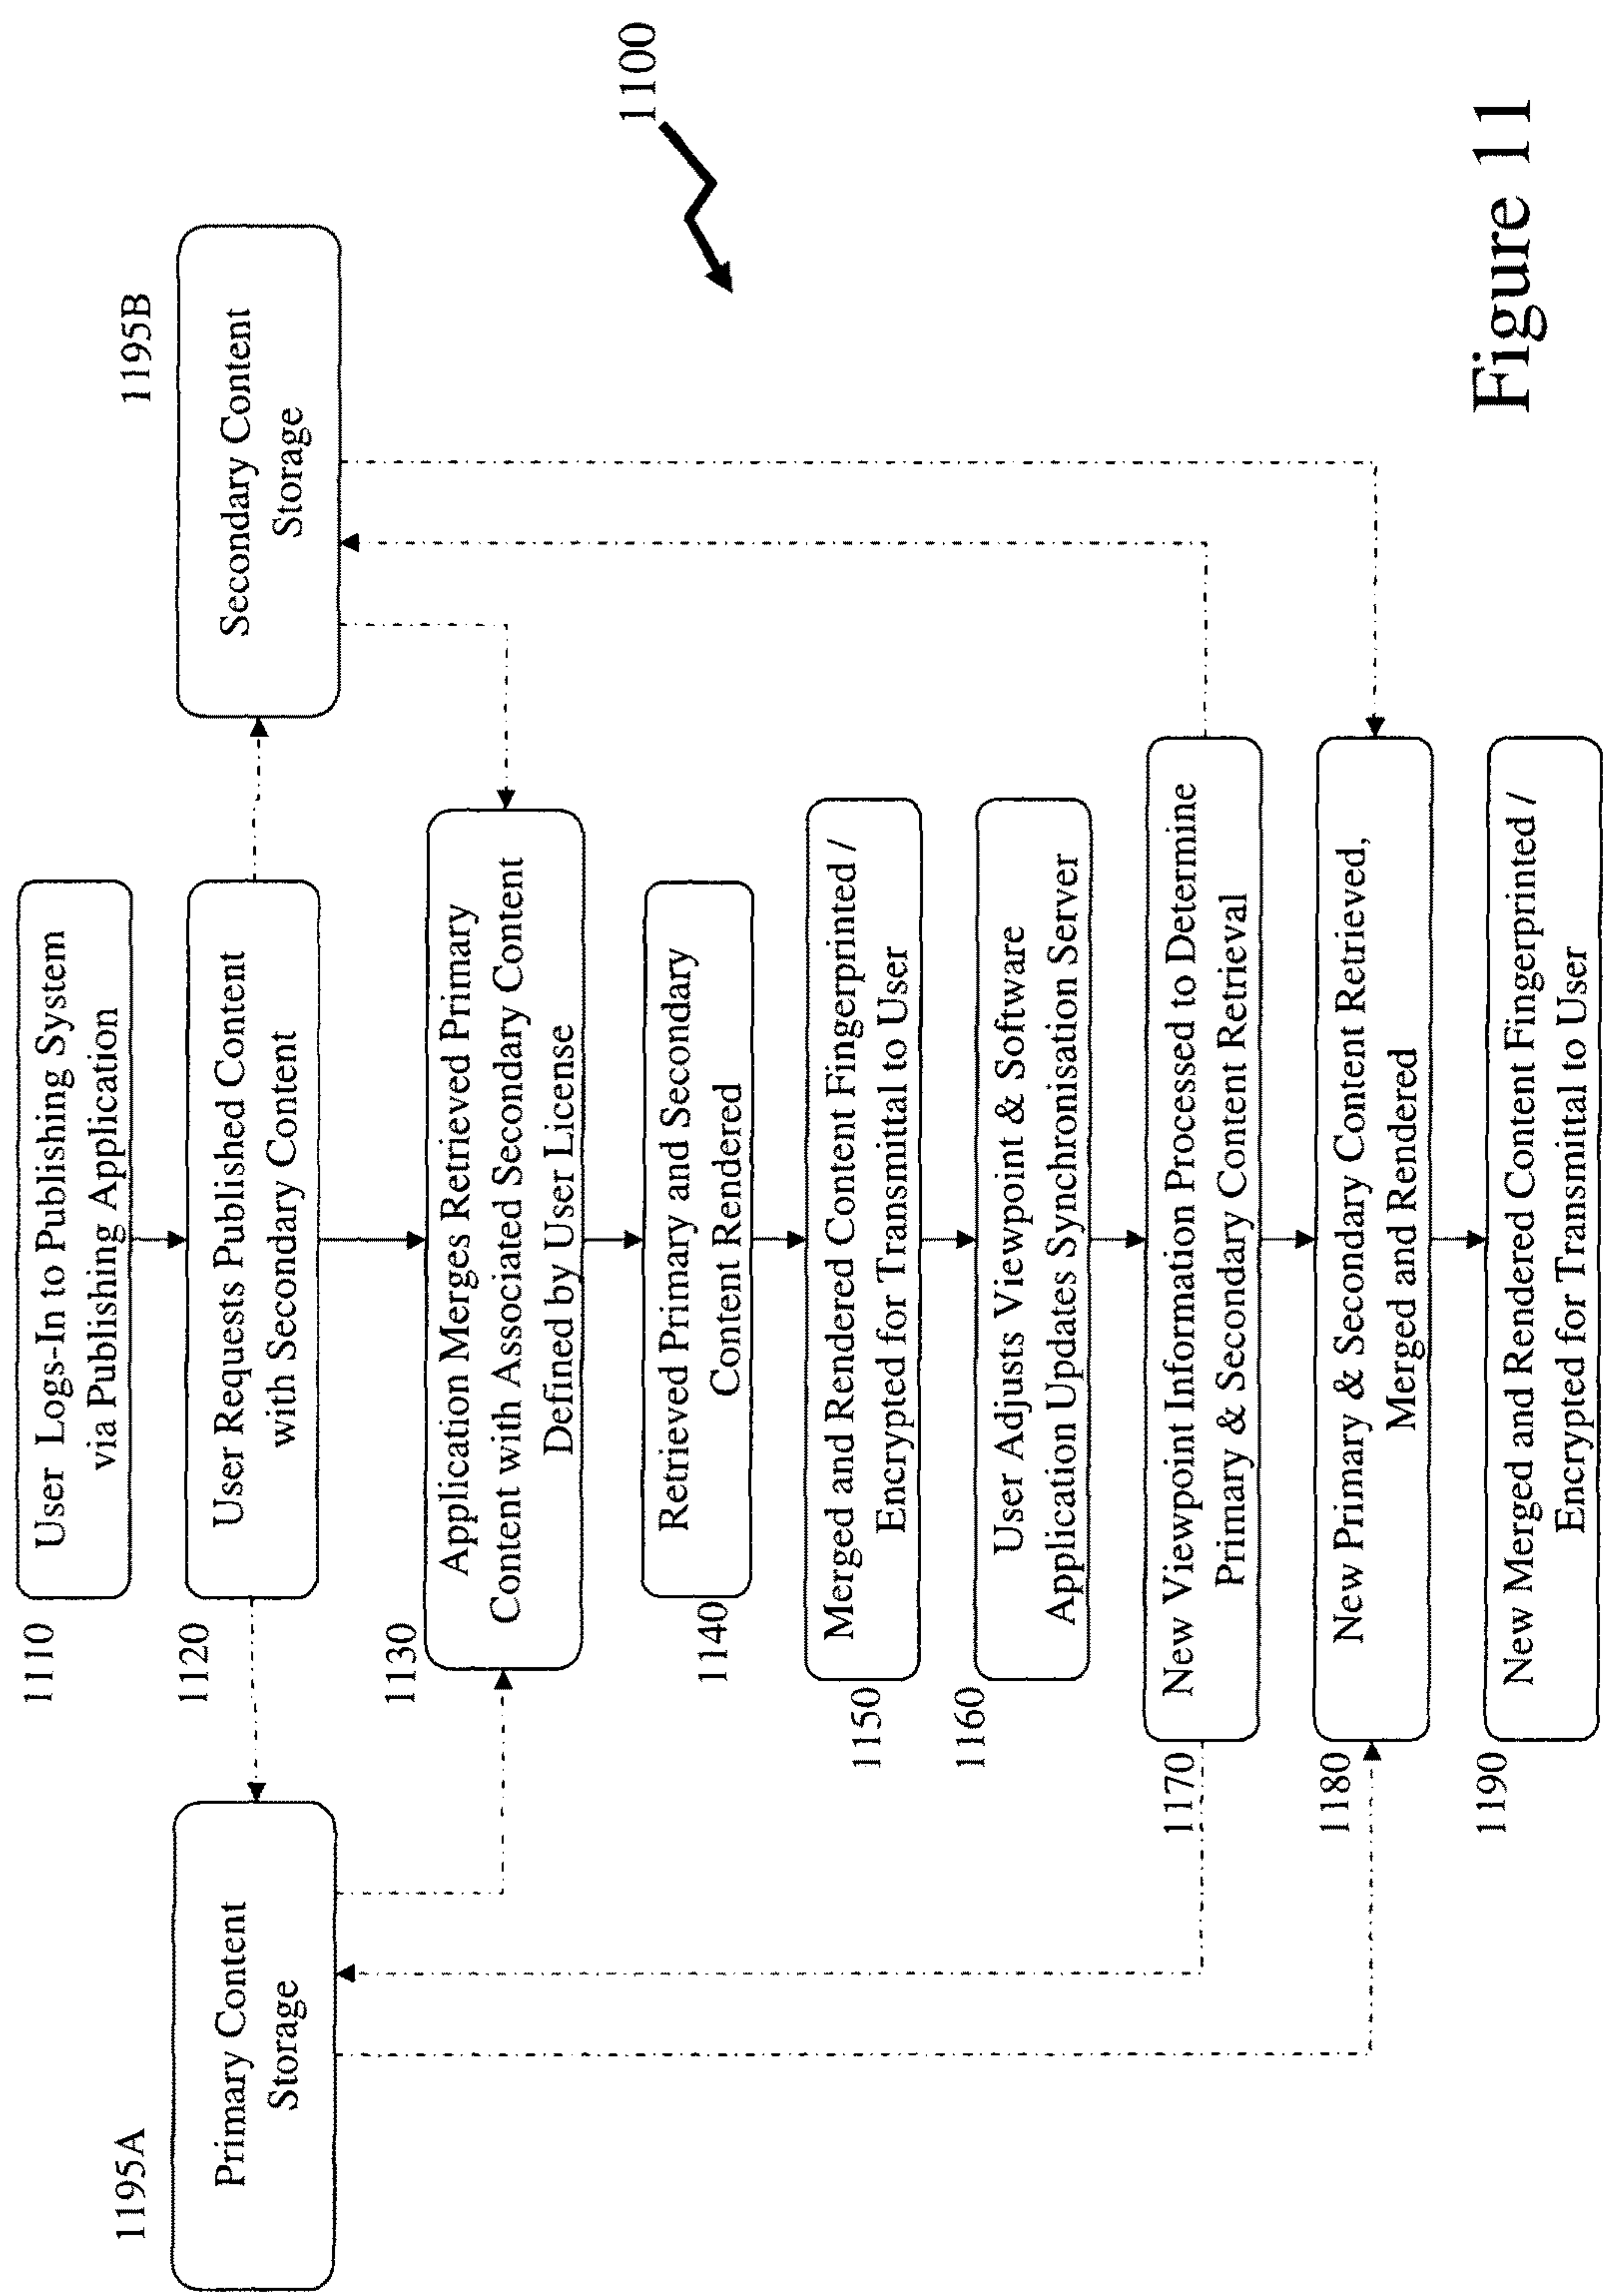 1100
1110
User Logs-In to Publishing System
via Publishing Application
1120
User Requests Published Content
with Secondary Content
1195A
Primary Content
Storage
1195B
Secondary Content
Storage
1130
Application Merges Retrieved Primary
Content with Associated Secondary Content
Defined by User License
1140
Retrieved Primary and Secondary
Content Rendered
1150
Merged and Rendered Content Fingerprinted /
Encrypted for Transmittal to User
1160
User Adjusts Viewpoint & Software
Application Updates Synchronisation Server
1170
New Viewpoint Information Processed to Determine
Primary & Secondary Content Retrieval
1180
New Primary & Secondary Content Retrieved,
Merged and Rendered
1190
New Merged and Rendered Content Fingerprinted /
Encrypted for Transmittal to User
Figure 11